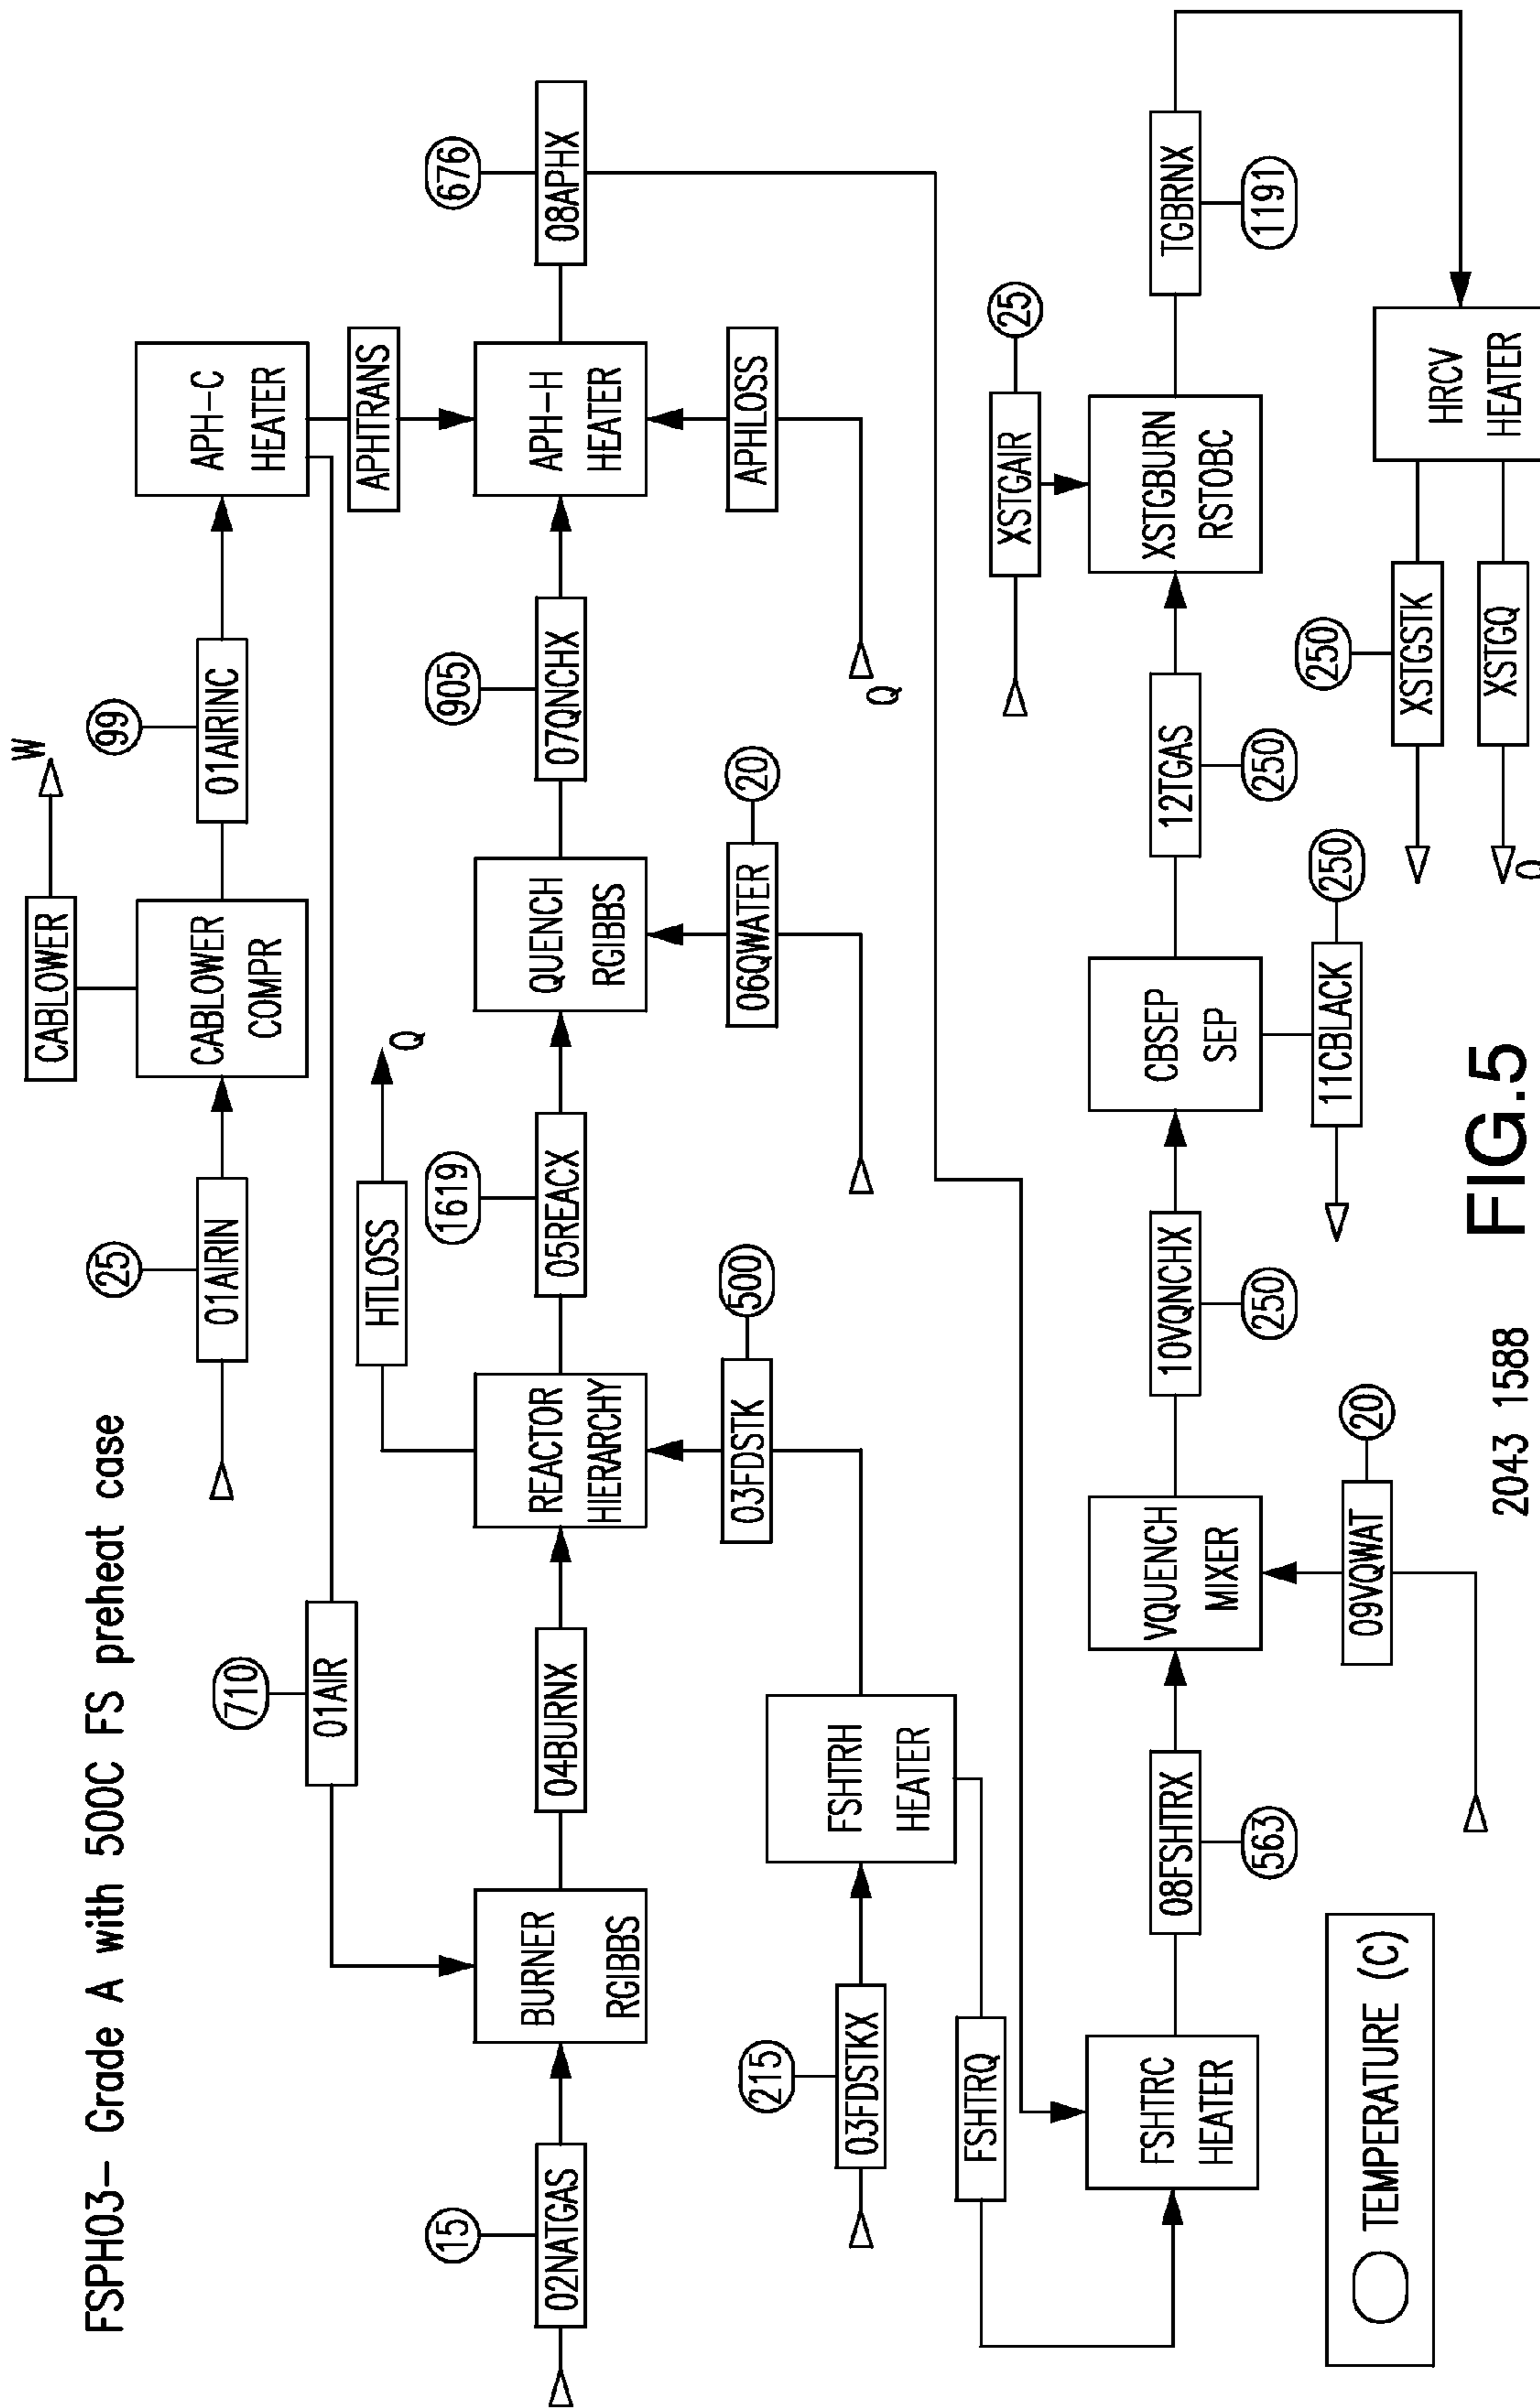 FSPH03- Grade A with 500C FS preheat case
CABLOWER
W
25
01AIRIN
CABLOWER
COMPR
99
01AIRINC
APH-C
HEATER
710
01AIR
APHTRANS
HTLOSS
Q
15
02NATGAS
BURNER
RGIBBS
04BURNX
REACTOR
HIERARCHY
1619
05REACX
QUENCH
RGIBBS
905
07QNCHX
APH-H
HEATER
676
08APHX
03FDSTK
500
06QWATER
20
APHLOSS
Q
215
03FDSTKX
FSHTRH
HEATER
FSHTRQ
XSTGAIR
25
FSHTRC
HEATER
08FSHTRX
563
VQUENCH
MIXER
10VQNCHX
250
CBSEP
SEP
12TGAS
250
XSTGBURN
RSTOBC
TGBRNX
1191
09VQWAT
20
11CBLACK
250
250
XSTGSTK
XSTGQ
Q
HRCV
HEATER
TEMPERATURE (C)
2043 1588
FIG.5